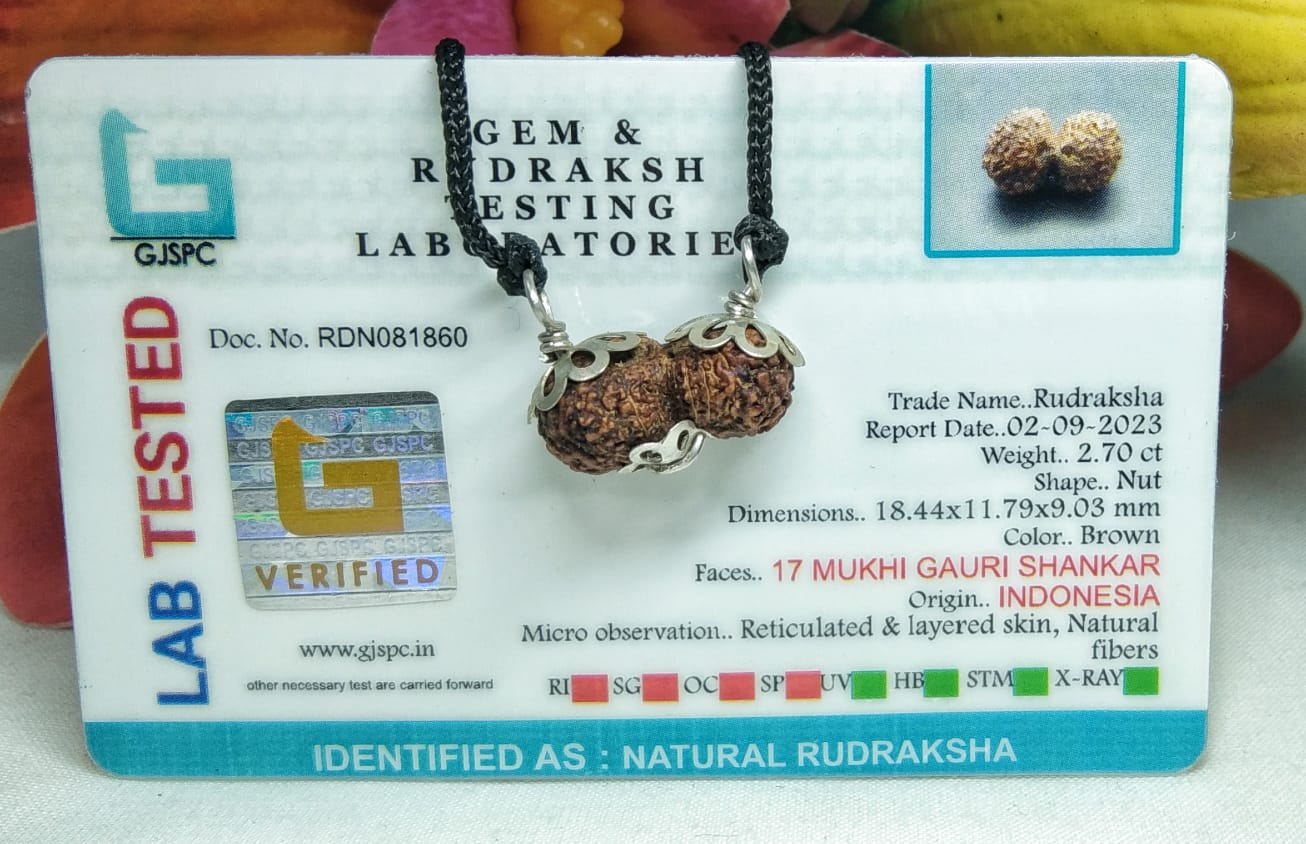 GEM &
RUDRAKSH
TESTING
LABORATORIE
GJSPC
LAB TESTED
Doc. No. RDN081860
GJSPC GJSPC GJSPC
VERIFIED
www.gjspc.in
other necessary test are carried forward
Trade Name..Rudraksha
Report Date..02-09-2023
Weight.. 2.70 ct
Shape.. Nut
Dimensions.. 18.44x11.79x9.03 mm
Color.. Brown
Faces.. 17 MUKHI GAURI SHANKAR
Origin.. INDONESIA
Micro observation.. Reticulated & layered skin, Natural
fibers
RI SG OC SP UV HB STM X-RAY
IDENTIFIED AS : NATURAL RUDRAKSHA